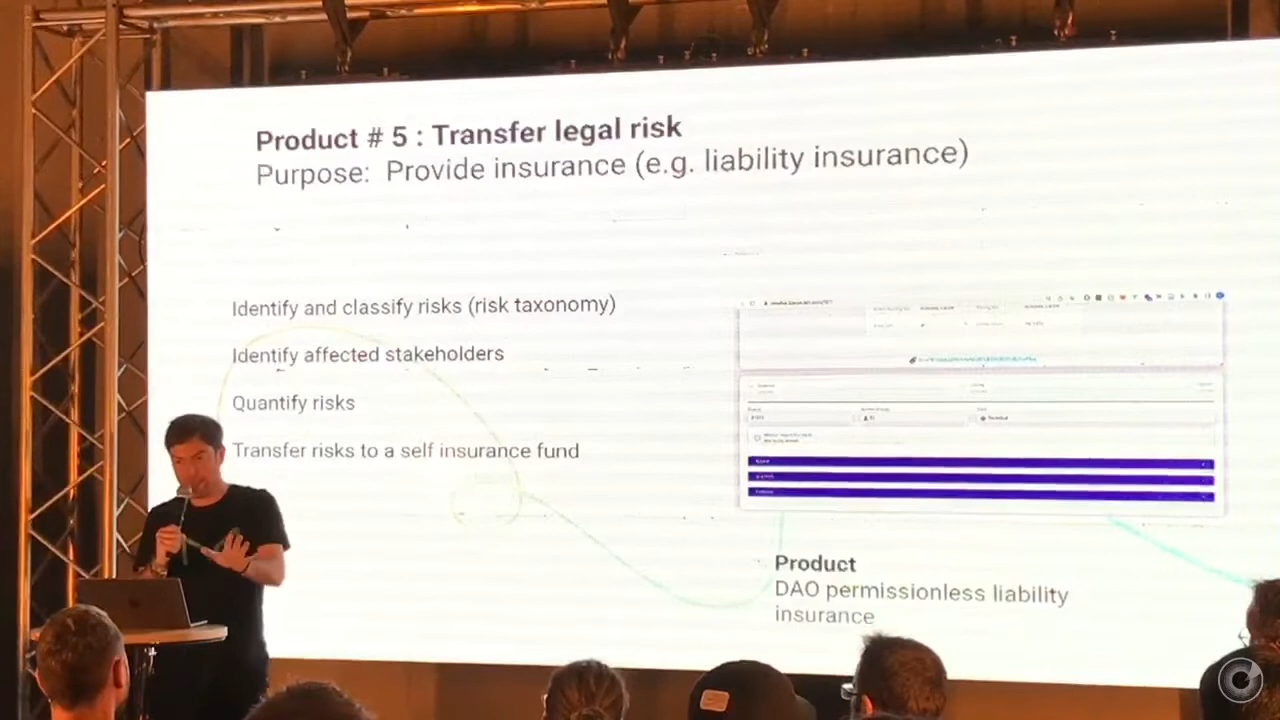 Product # 5 : Transfer legal risk
Purpose: Provide insurance (e.g. liability insurance)
Identify and classify risks (risk taxonomy)
Identify affected stakeholders
Quantify risks
Transfer risks to a self insurance fund
Product
DAO permissionless liability
insurance